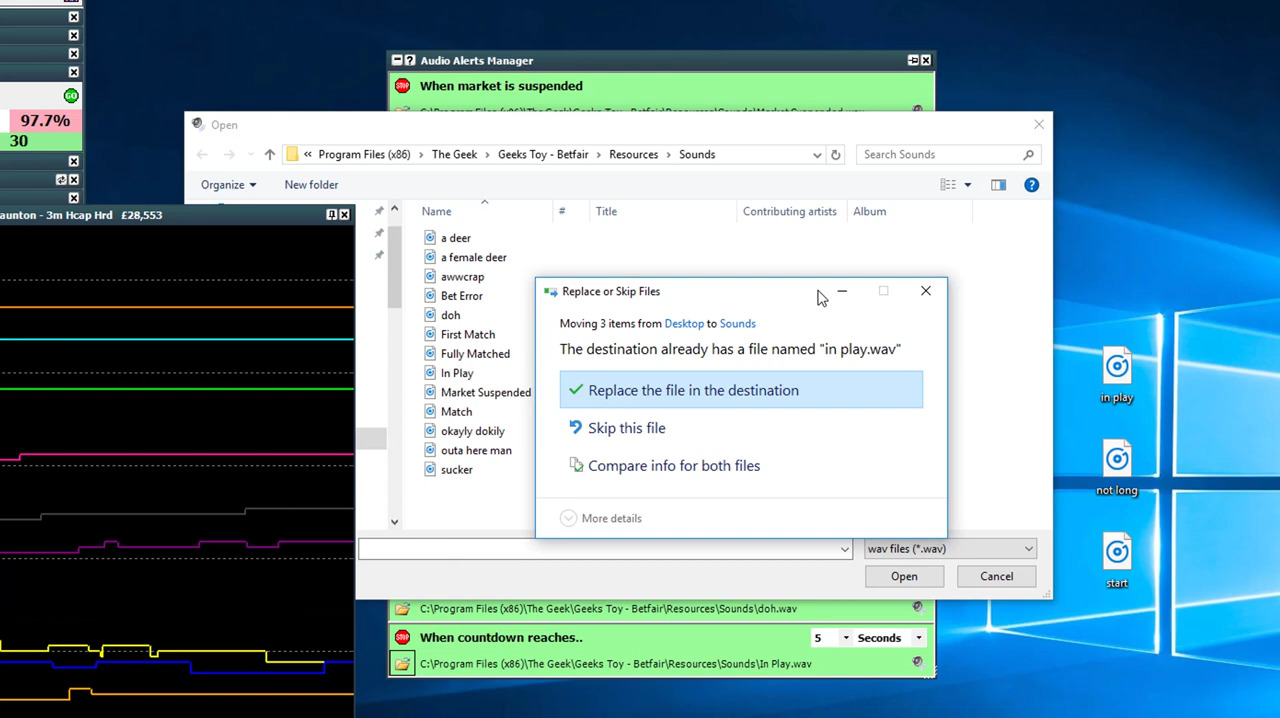 GO
97.7%
30
aunton - 3m Hcap Hrd £28,553
Audio Alerts Manager
STOP When market is suspended
Open
« Program Files (x86) > The Geek > Geeks Toy - Betfair > Resources > Sounds
Search Sounds
Organize
New folder
Name
#
Title
Contributing artists
Album
a deer
a female deer
awwcrap
Bet Error
doh
First Match
Fully Matched
In Play
Market Suspended
Match
okayly dokily
outa here man
sucker
Replace or Skip Files
Moving 3 items from Desktop to Sounds
The destination already has a file named "in play.wav"
Replace the file in the destination
Skip this file
Compare info for both files
More details
wav files (*.wav)
Open
Cancel
C:\Program Files (x86)\The Geek\Geeks Toy - Betfair\Resources\Sounds\doh.wav
STOP When countdown reaches..
5
Seconds
C:\Program Files (x86)\The Geek\Geeks Toy - Betfair\Resources\Sounds\In Play.wav
in play
not long
start